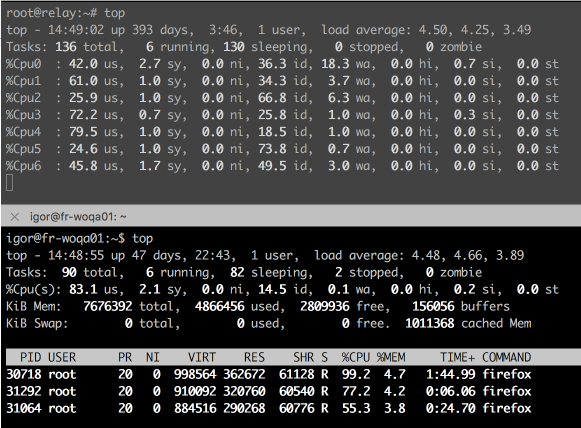 root@relay:~# top
top - 14:49:02 up 393 days,  3:46,  1 user,  load average: 4.50, 4.25, 3.49
Tasks: 136 total,   6 running, 130 sleeping,   0 stopped,   0 zombie
%Cpu0  : 42.0 us,  2.7 sy,  0.0 ni, 36.3 id, 18.3 wa,  0.0 hi,  0.7 si,  0.0 st
%Cpu1  : 61.0 us,  1.0 sy,  0.0 ni, 34.3 id,  3.7 wa,  0.0 hi,  0.0 si,  0.0 st
%Cpu2  : 25.9 us,  1.0 sy,  0.0 ni, 66.8 id,  6.3 wa,  0.0 hi,  0.0 si,  0.0 st
%Cpu3  : 72.2 us,  0.7 sy,  0.0 ni, 25.8 id,  1.0 wa,  0.0 hi,  0.3 si,  0.0 st
%Cpu4  : 79.5 us,  1.0 sy,  0.0 ni, 18.5 id,  1.0 wa,  0.0 hi,  0.0 si,  0.0 st
%Cpu5  : 24.6 us,  1.0 sy,  0.0 ni, 73.8 id,  0.7 wa,  0.0 hi,  0.0 si,  0.0 st
%Cpu6  : 45.8 us,  1.7 sy,  0.0 ni, 49.5 id,  3.0 wa,  0.0 hi,  0.0 si,  0.0 st
igor@fr-woqa01: ~
igor@fr-woqa01:~$ top
top - 14:48:55 up 47 days, 22:43,  1 user,  load average: 4.48, 4.66, 3.89
Tasks:  90 total,   6 running,  82 sleeping,   2 stopped,   0 zombie
%Cpu(s): 83.1 us,  2.1 sy,  0.0 ni, 14.5 id,  0.1 wa,  0.0 hi,  0.2 si,  0.0 st
KiB Mem:   7676392 total,  4866456 used,  2809936 free,   156056 buffers
KiB Swap:        0 total,        0 used,        0 free.  1011368 cached Mem
PID USER      PR  NI    VIRT    RES    SHR S  %CPU %MEM     TIME+ COMMAND
30718 root      20   0  998564 362672  61128 R  99.2  4.7   1:44.99 firefox
31292 root      20   0  910092 320760  60540 R  77.2  4.2   0:06.06 firefox
31064 root      20   0  884516 290268  60776 R  55.3  3.8   0:24.70 firefox